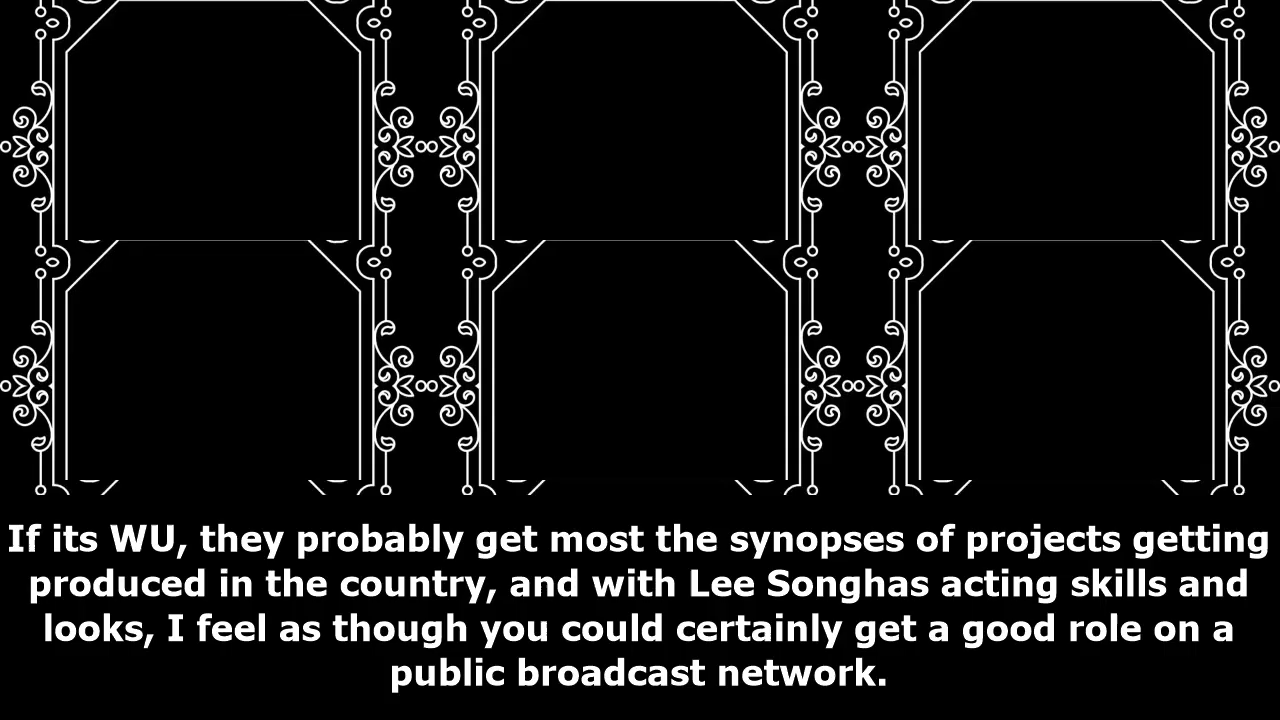 If its WU, they probably get most the synopses of projects getting
produced in the country, and with Lee Songhas acting skills and
looks, I feel as though you could certainly get a good role on a
public broadcast network.